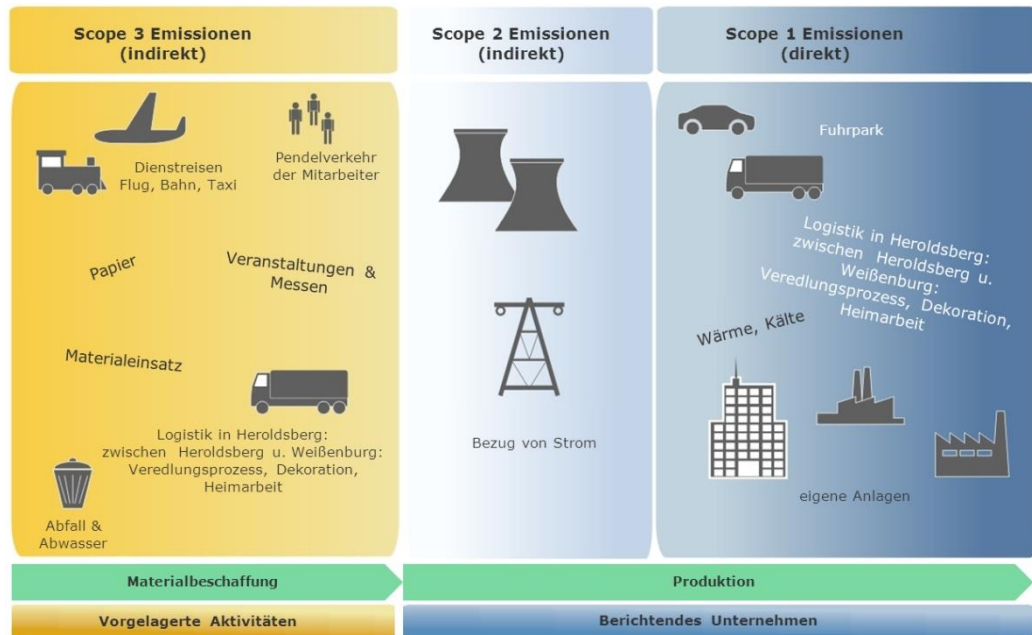 Scope 3 Emissionen
(indirekt)
Scope 2 Emissionen
(indirekt)
Scope 1 Emissionen
(direkt)
Dienstreisen
Flug, Bahn, Taxi
Pendelverkehr
der Mitarbeiter
Papier
Veranstaltungen &
Messen
Materialeinsatz
Logistik in Heroldsberg:
zwischen Heroldsberg u. Weißenburg:
Veredlungsprozess, Dekoration,
Heimarbeit
Abfall &
Abwasser
Bezug von Strom
Fuhrpark
Logistik in Heroldsberg:
zwischen Heroldsberg u.
Weißenburg:
Veredlungsprozess, Dekoration,
Heimarbeit
Wärme, Kälte
eigene Anlagen
Materialbeschaffung
Produktion
Vorgelagerte Aktivitäten
Berichtendes Unternehmen